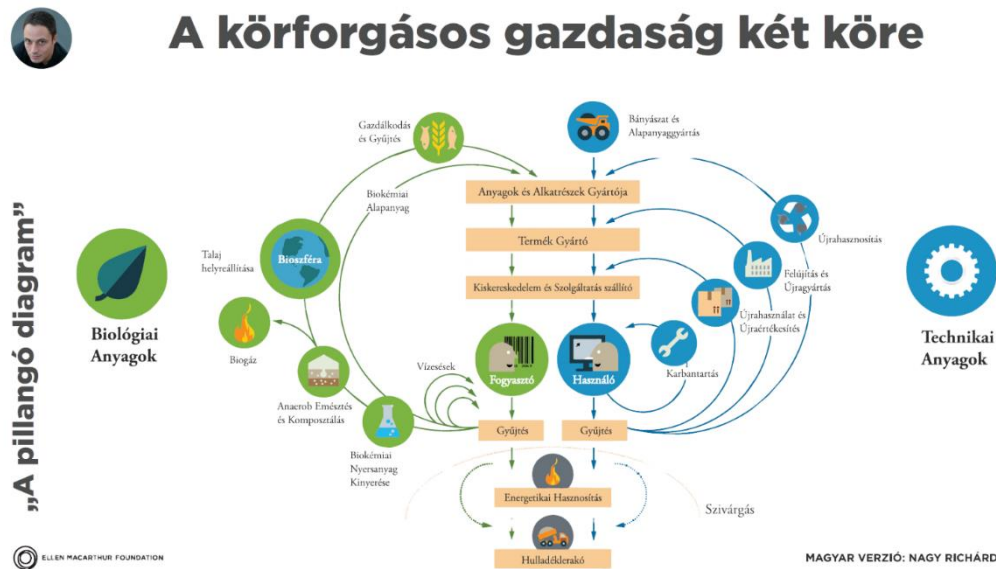 A körforgásos gazdaság két köre
„A pillangó diagram”
Gazdálkodás
és Gyűjtés
Bányászat és
Alapanyaggyártás
Biokémiai
Alapanyag
Anyagok és Alkatrészek Gyártója
Talaj
helyreállítása
Bioszféra
Termék Gyártó
Újrahasznosítás
Felújítás és
Újragyártás
Kiskereskedelem és Szolgáltatás szállító
Újrahasználat és
Újraértékesítés
Biológiai
Anyagok
Technikai
Anyagok
Biogáz
Vízesések
Fogyasztó
Használó
Karbantartás
Anaerob Emésztés
és Komposztálás
Gyűjtés
Gyűjtés
Biokémiai
Nyersanyag
Kinyerése
Energetikai Hasznosítás
Szivárgás
Hulladéklerakó
ELLEN MACARTHUR FOUNDATION
MAGYAR VERZIÓ: NAGY RICHÁRD